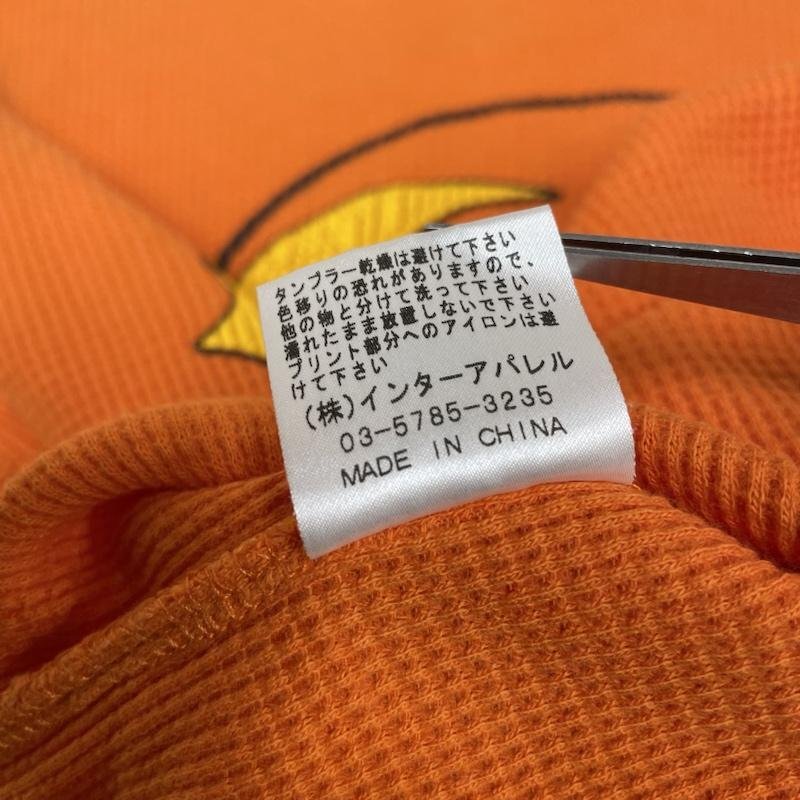 タンブラー乾燥は避けて下さい
色移りの恐れがありますので、
他の物と分けて洗って下さい
濡れたまま放置しないで下さい
プリント部分へのアイロンは避
けて下さい
(株)インターアパレル
03-5785-3235
MADE IN CHINA